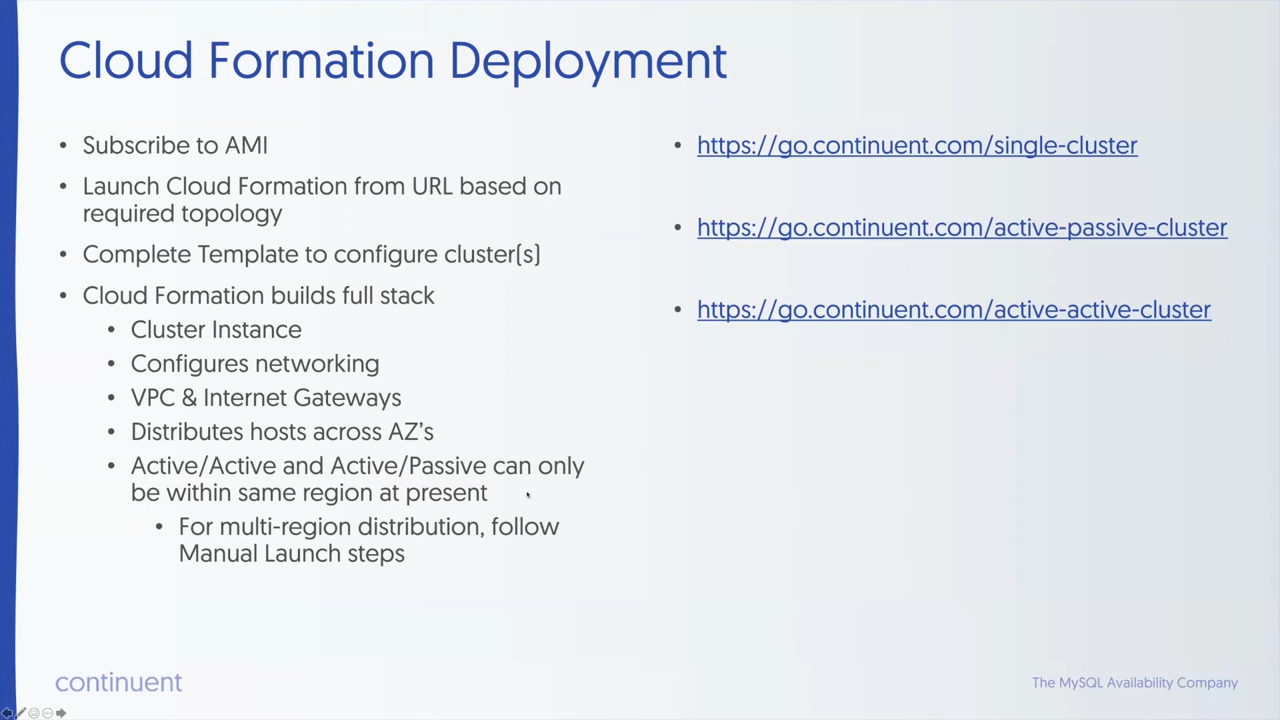 Cloud Formation Deployment
• Subscribe to AMI
• Launch Cloud Formation from URL based on
required topology
• Complete Template to configure cluster(s)
• Cloud Formation builds full stack
• Cluster Instance
• Configures networking
• VPC & Internet Gateways
• Distributes hosts across AZ’s
• Active/Active and Active/Passive can only
be within same region at present
• For multi-region distribution, follow
Manual Launch steps
• https://go.continuent.com/single-cluster
• https://go.continuent.com/active-passive-cluster
• https://go.continuent.com/active-active-cluster
continuent
The MySQL Availability Company